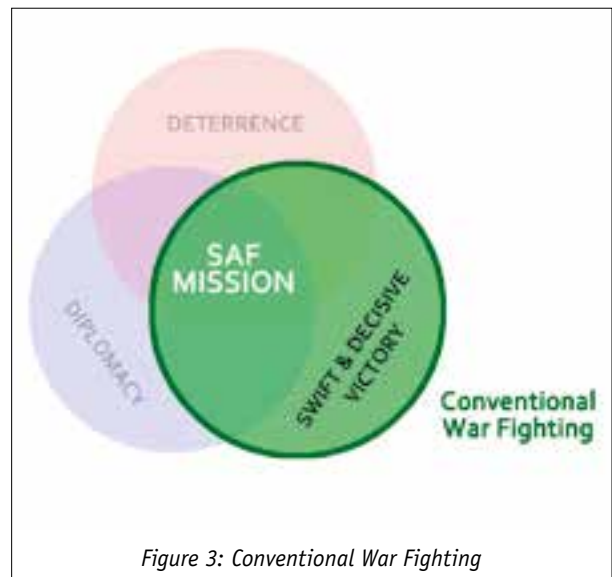 DETERRENCE
SAF
MISSION
DIPLOMACY
SWIFT & DECISIVE
VICTORY
Conventional
War Fighting
Figure 3: Conventional War Fighting